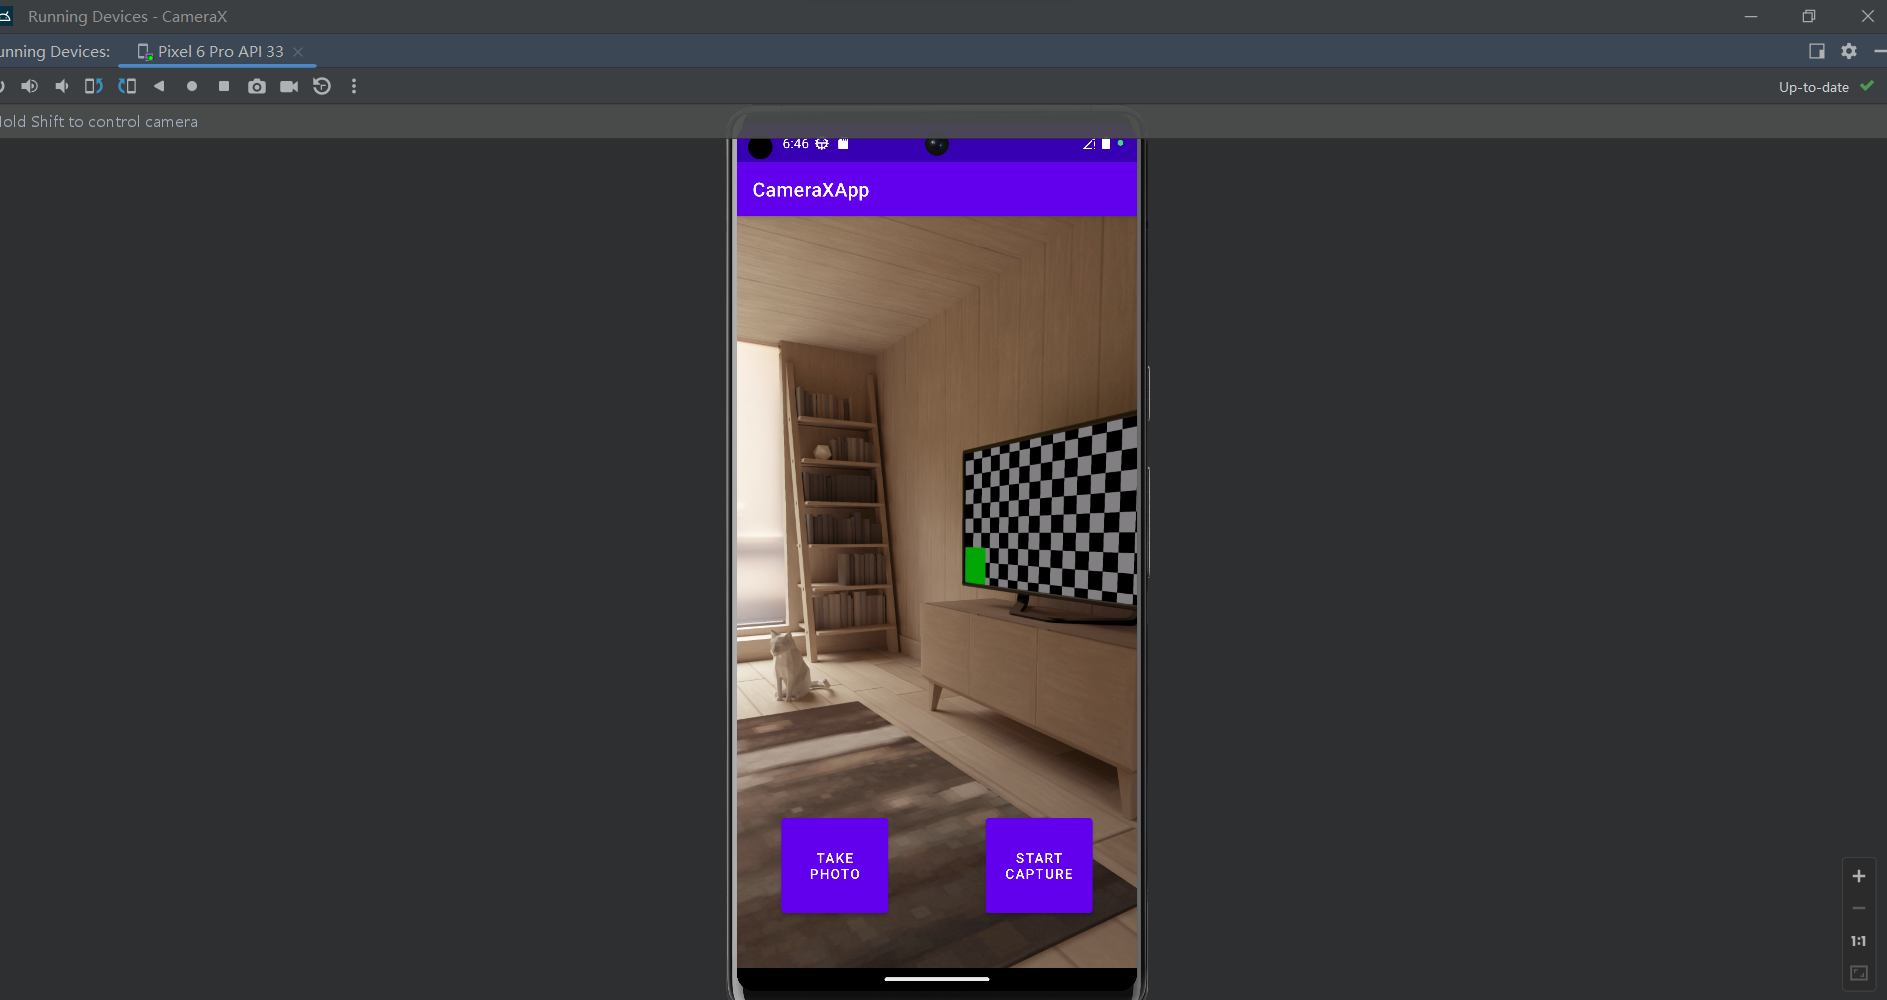 Running Devices - CameraX
unning Devices:
Pixel 6 Pro API 33
Up-to-date
old Shift to control camera
6:46
CameraXApp
TAKE
PHOTO
START
CAPTURE
1:1